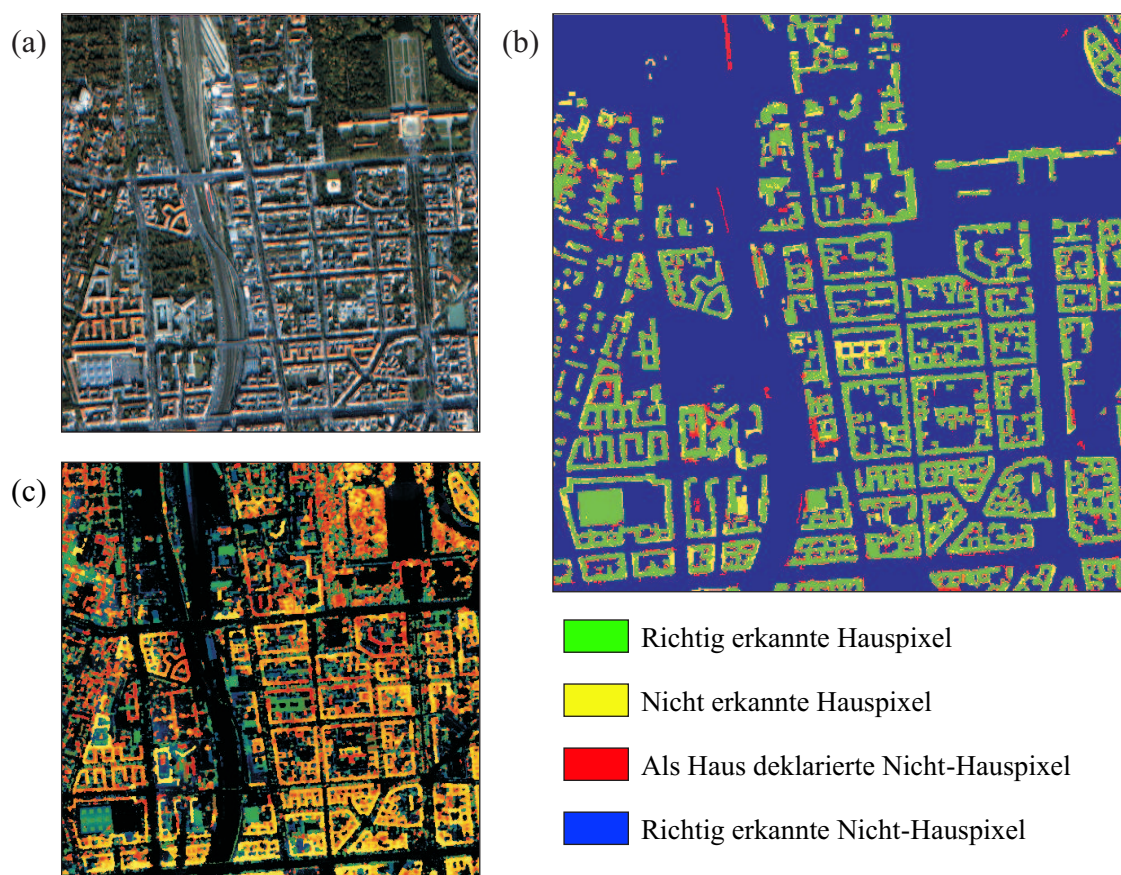 (a)
(b)
(c)
Richtig erkannte Hauspixel
Nicht erkannte Hauspixel
Als Haus deklarierte Nicht-Hauspixel
Richtig erkannte Nicht-Hauspixel